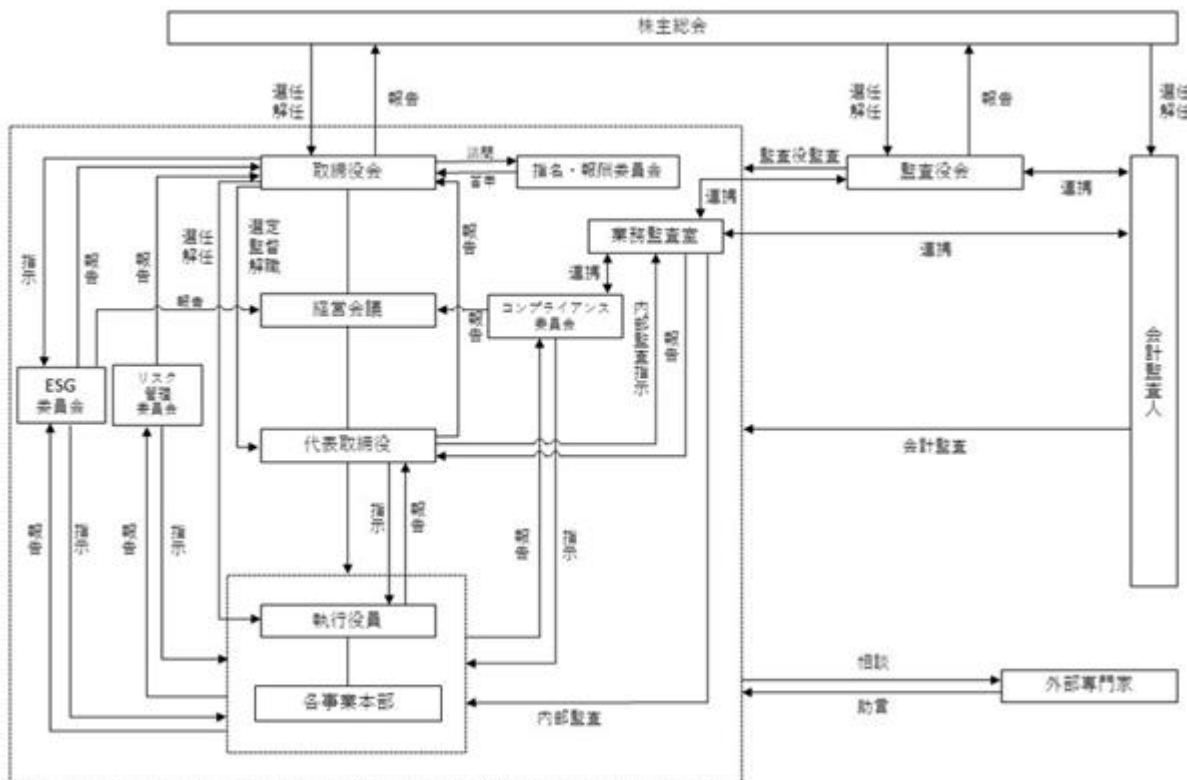 株主総会
選任
解任
報告
選任
解任
報告
選任
解任
取締役会
諮問
答申
指名・報酬委員会
監査役監査
監査役会
連携
連携
業務監査室
連携
指示
報告
報告
選任
解任
選定
監督
解職
報告
連携
報告
経営会議
報告
コンプライアンス
委員会
内部監査指示
報告
会計監査人
ESG
委員会
リスク
管理
委員会
代表取締役
会計監査
報告
指示
報告
指示
指示
報告
報告
指示
執行役員
各事業本部
内部監査
相談
助言
外部専門家